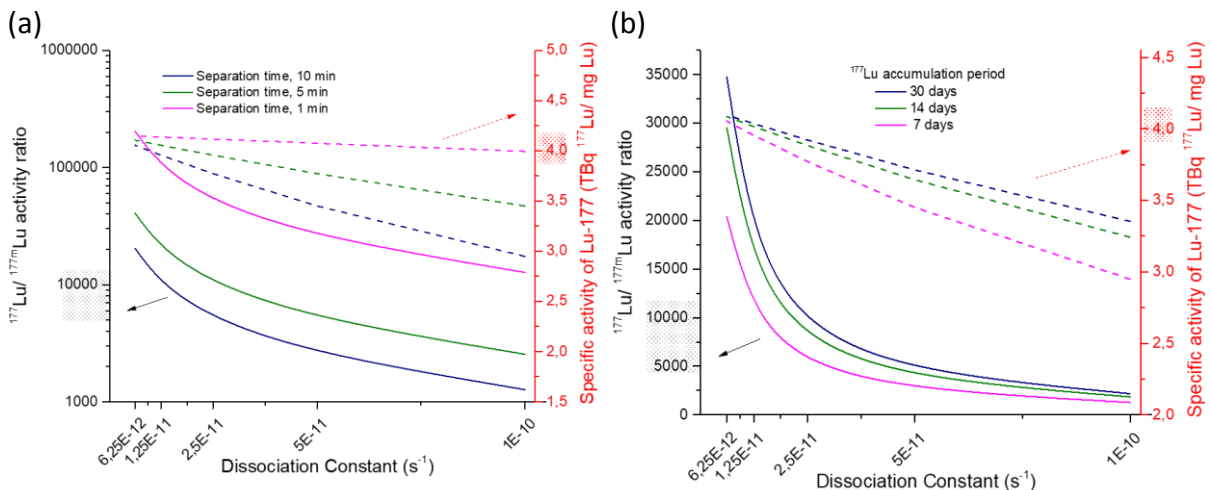 (a)
1000000
100000
10000
1000
¹⁷⁷Lu/ ¹⁷⁷ᵐLu activity ratio
Separation time, 10 min
Separation time, 5 min
Separation time, 1 min
5,0
4,5
4,0
3,5
3,0
2,5
2,0
1,5
Specific activity of Lu-177 (TBq ¹⁷⁷Lu/ mg Lu)
6,25E-12
1,25E-11
2,5E-11
5E-11
1E-10
Dissociation Constant (s⁻¹)
(b)
35000
30000
25000
20000
15000
10000
5000
0
¹⁷⁷Lu/ ¹⁷⁷ᵐLu activity ratio
¹⁷⁷Lu accumulation period
30 days
14 days
7 days
4,5
4,0
3,5
3,0
2,5
2,0
Specific activity of Lu-177 (TBq ¹⁷⁷Lu/ mg Lu)
6,25E-12
1,25E-11
2,5E-11
5E-11
1E-10
Dissociation Constant (s⁻¹)